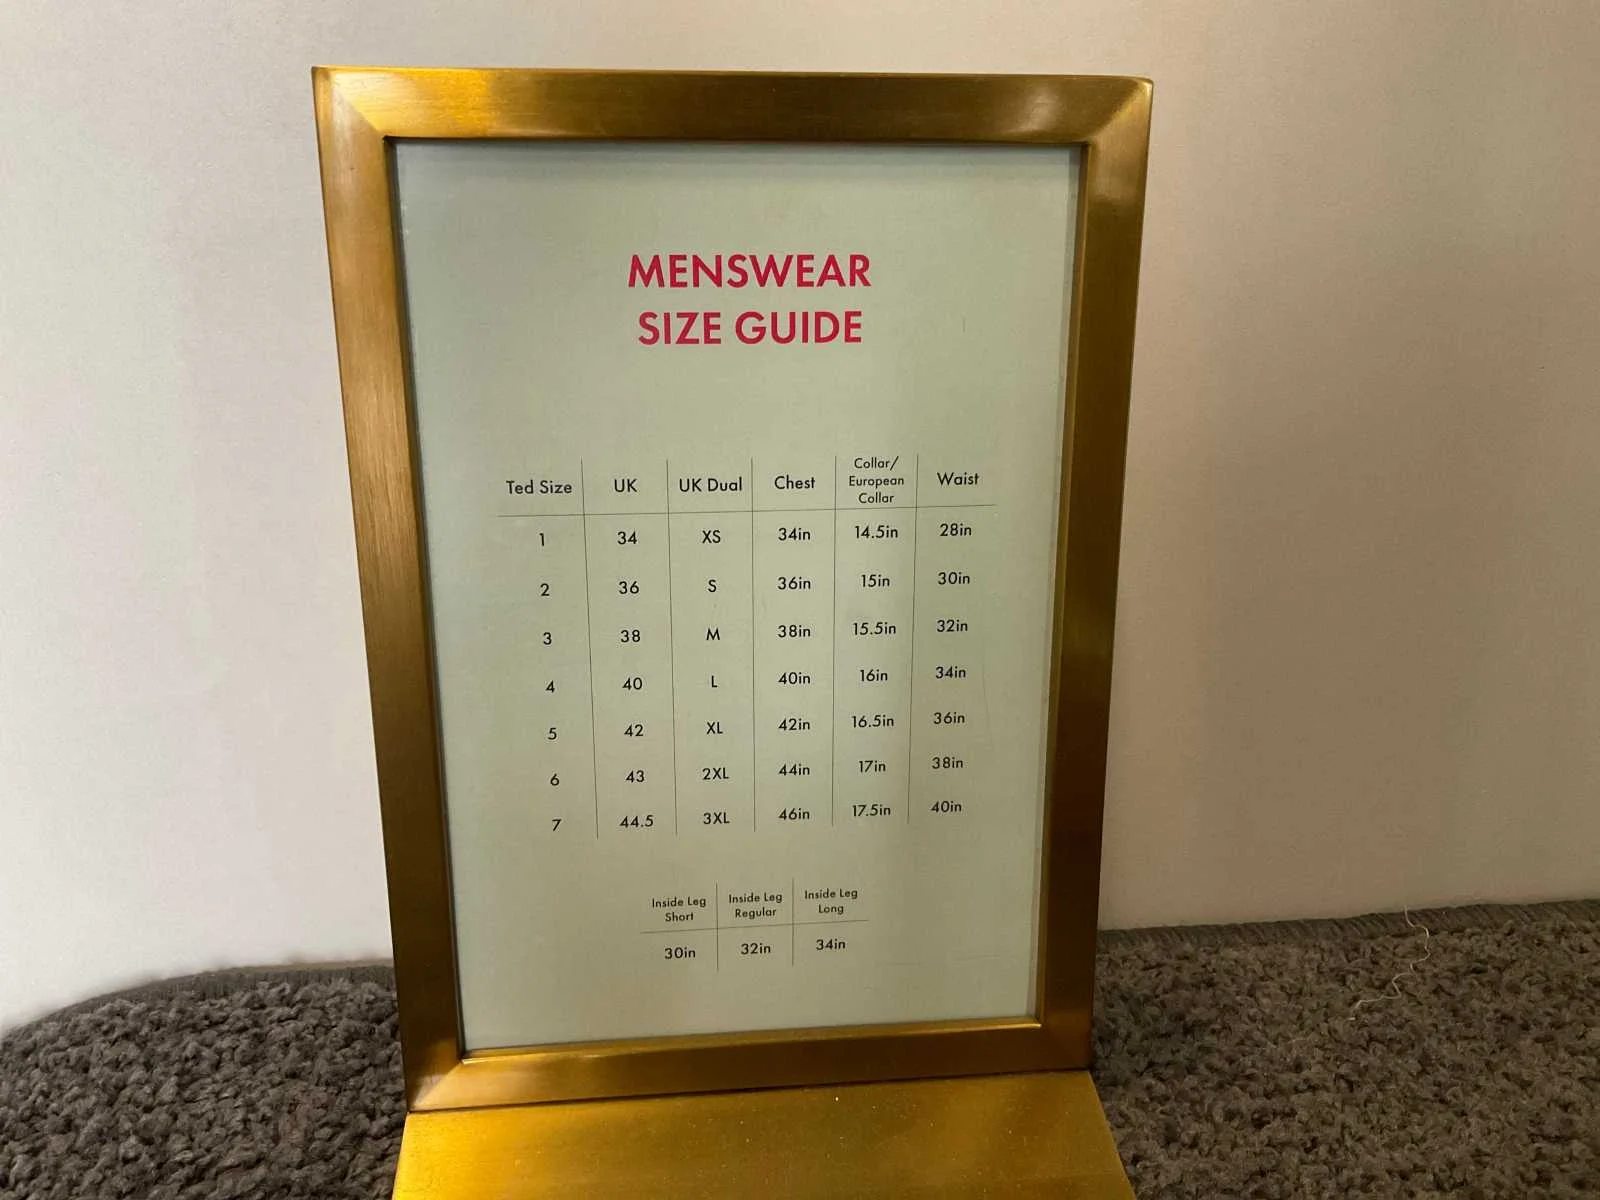 MENSWEAR
SIZE GUIDE
Ted Size UK UK Dual Chest Collar/ European Collar Waist
1 34 XS 34in 14.5in 28in
2 36 S 36in 15in 30in
3 38 M 38in 15.5in 32in
4 40 L 40in 16in 34in
5 42 XL 42in 16.5in 36in
6 43 2XL 44in 17in 38in
7 44.5 3XL 46in 17.5in 40in
Inside Leg Short Inside Leg Regular Inside Leg Long
30in 32in 34in